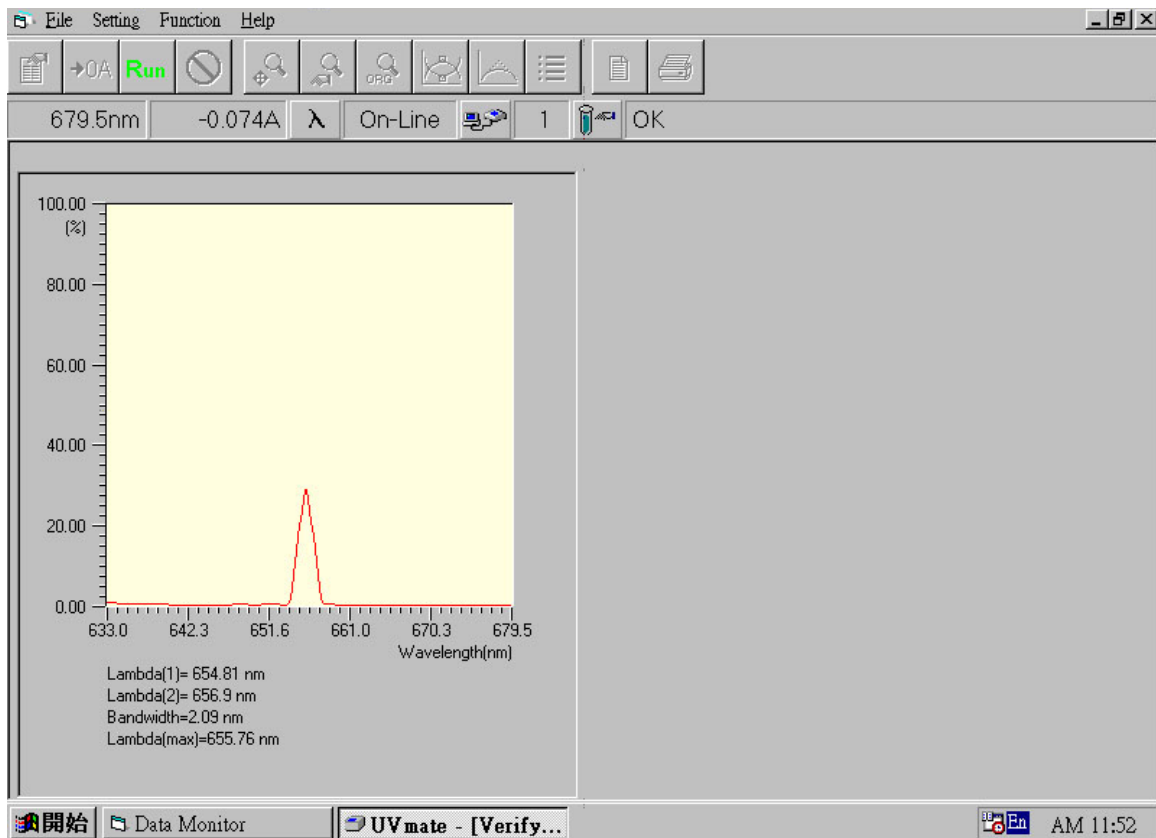 Eile Setting Function Help
→0A Run ORG
679.5nm -0.074A λ On-Line 1 OK
100.00
(%)
80.00
60.00
40.00
20.00
0.00
633.0 642.3 651.6 661.0 670.3 679.5
Wavelength(nm)
Lambda(1)= 654.81 nm
Lambda(2)= 656.9 nm
Bandwidth=2.09 nm
Lambda(max)=655.76 nm
開始 Data Monitor UVmate - [Verify... En AM 11:52